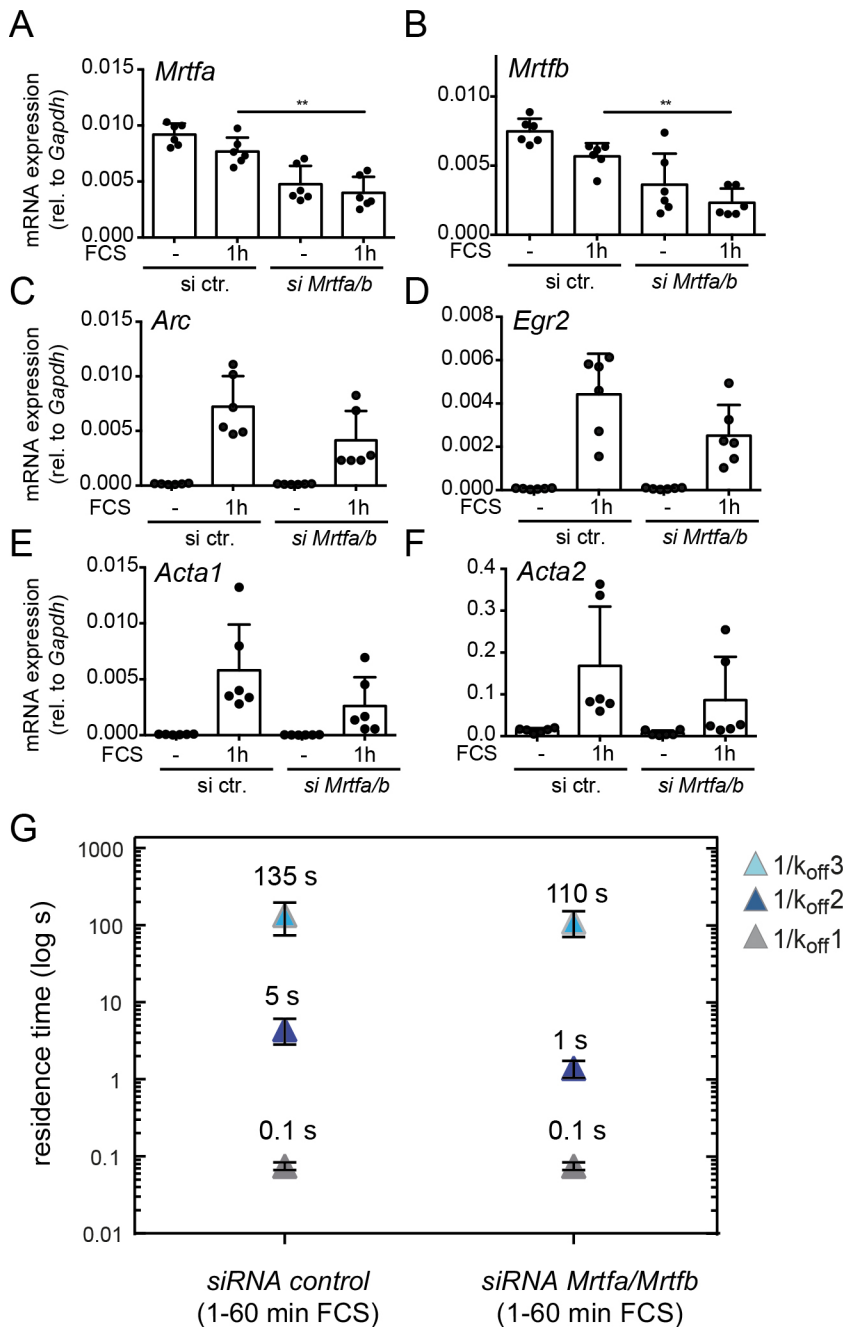 A
Mrtfa
mRNA expression
(rel. to Gapdh)
0.015
0.010
0.005
0.000
**
FCS
- 1h - 1h
si ctr. si Mrtfa/b
B
Mrtfb
0.010
0.005
0.000
**
FCS
- 1h - 1h
si ctr. si Mrtfa/b
C
Arc
mRNA expression
(rel. to Gapdh)
0.015
0.010
0.005
0.000
FCS
- 1h - 1h
si ctr. si Mrtfa/b
D
Egr2
0.008
0.006
0.004
0.002
0.000
FCS
- 1h - 1h
si ctr. si Mrtfa/b
E
Acta1
mRNA expression
(rel. to Gapdh)
0.015
0.010
0.005
0.000
FCS
- 1h - 1h
si ctr. si Mrtfa/b
F
Acta2
0.4
0.3
0.2
0.1
0.0
FCS
- 1h - 1h
si ctr. si Mrtfa/b
G
residence time (log s)
1000
100
10
1
0.1
0.01
135 s
110 s
5 s
1 s
0.1 s
0.1 s
1/koff3
1/koff2
1/koff1
siRNA control
(1-60 min FCS)
siRNA Mrtfa/Mrtfb
(1-60 min FCS)